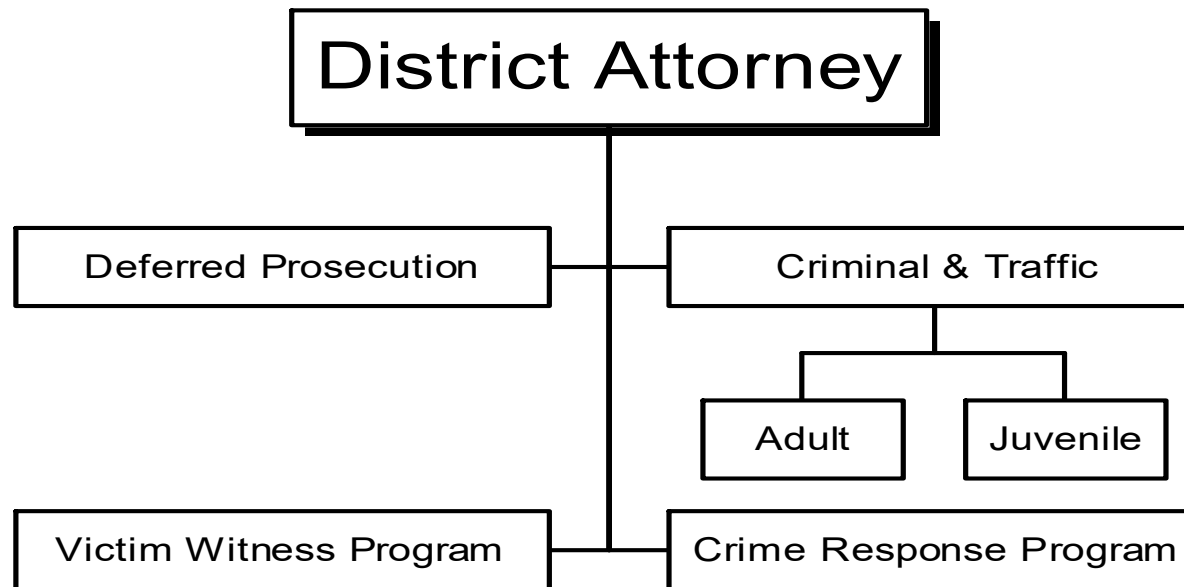 District Attorney
Deferred Prosecution
Criminal & Traffic
Adult
Juvenile
Victim Witness Program
Crime Response Program